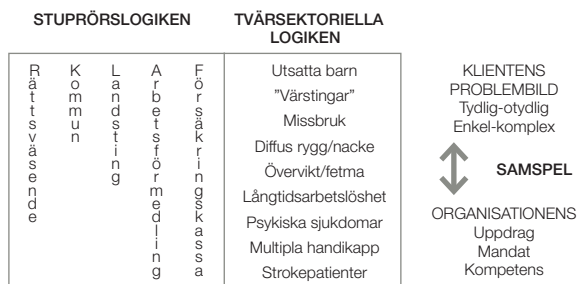 STUPRÖRSLOGIKEN
TVÄRSEKTORIELLA
LOGIKEN
Rättsväsende
Kommun
Landsting
Arbetsförmedling
Försäkringskassa
Utsatta barn
”Värstingar”
Missbruk
Diffus rygg/nacke
Övervikt/fetma
Långtidsarbetslöshet
Psykiska sjukdomar
Multipla handikapp
Strokepatienter
KLIENTENS
PROBLEMBILD
Tydlig-otydlig
Enkel-komplex
SAMSPEL
ORGANISATIONENS
Uppdrag
Mandat
Kompetens